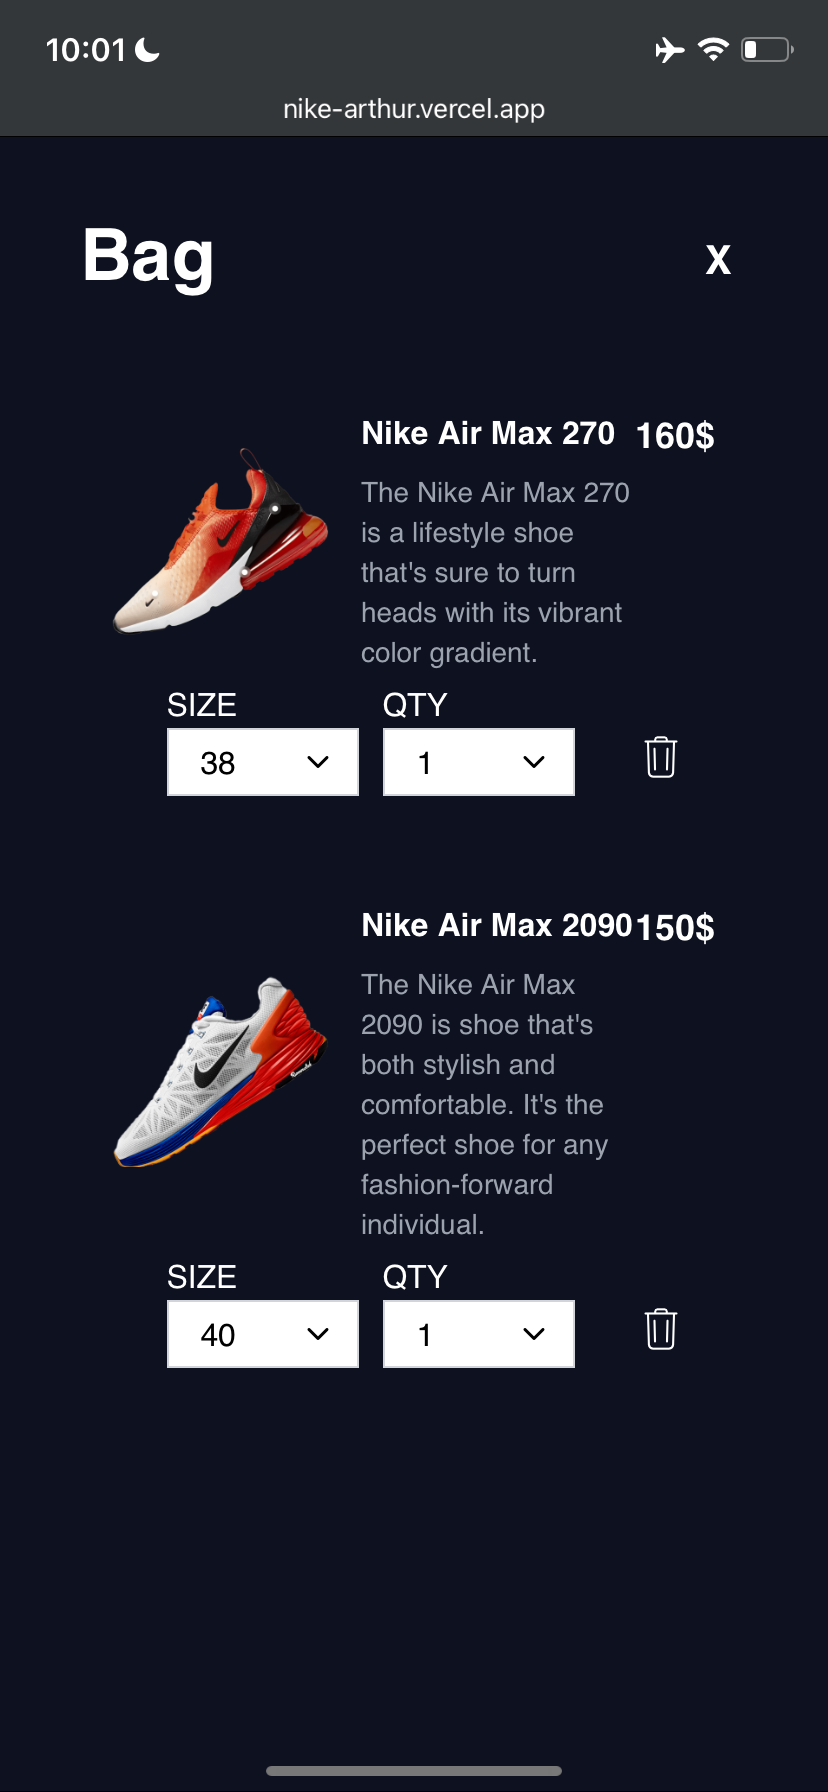 10:01
nike-arthur.vercel.app
Bag
X
Nike Air Max 270 160$
The Nike Air Max 270
is a lifestyle shoe
that's sure to turn
heads with its vibrant
color gradient.
SIZE QTY
38 1
Nike Air Max 2090 150$
The Nike Air Max
2090 is shoe that's
both stylish and
comfortable. It's the
perfect shoe for any
fashion-forward
individual.
SIZE QTY
40 1